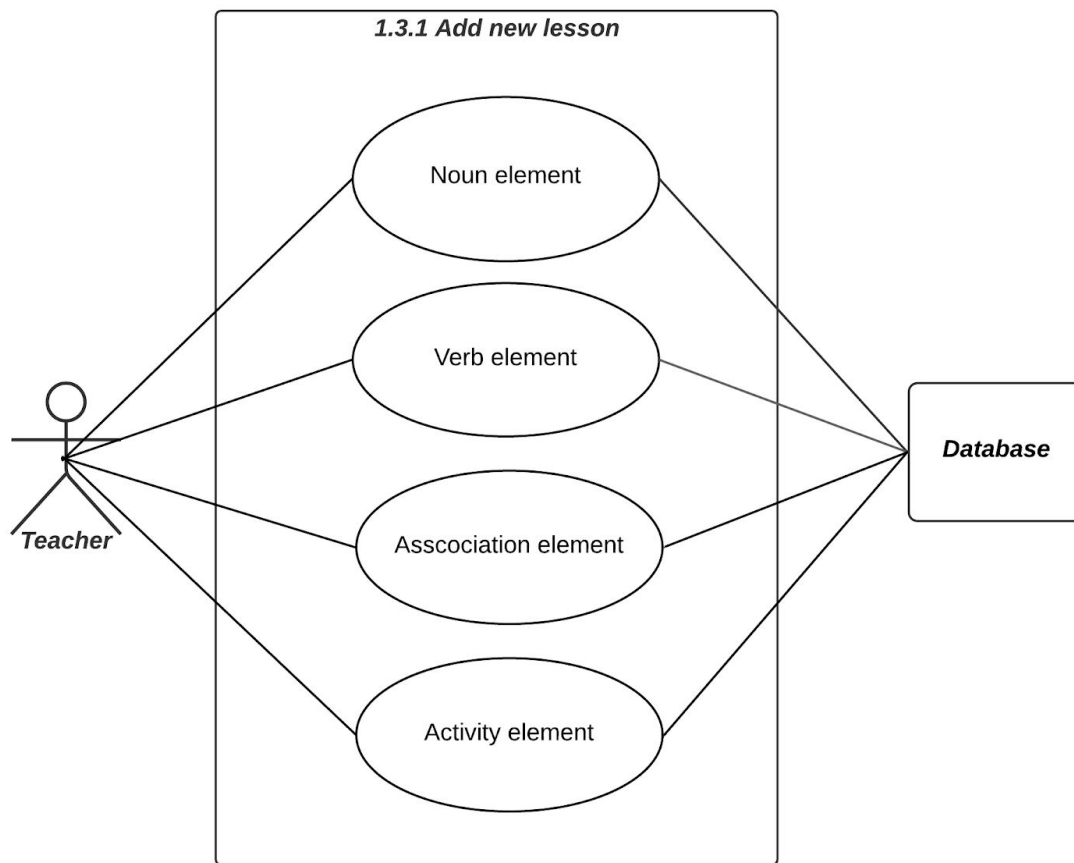 1.3.1 Add new lesson
Noun element
Verb element
Teacher
Database
Asscociation element
Activity element